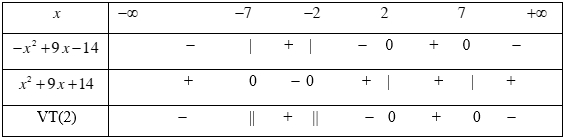 x −∞ −7 −2 2 7 +∞
−x² +9x −14 − | + | − 0 + 0 −
x² +9x +14 + 0 − 0 + | + | +
VT(2) − || + || − 0 + 0 −